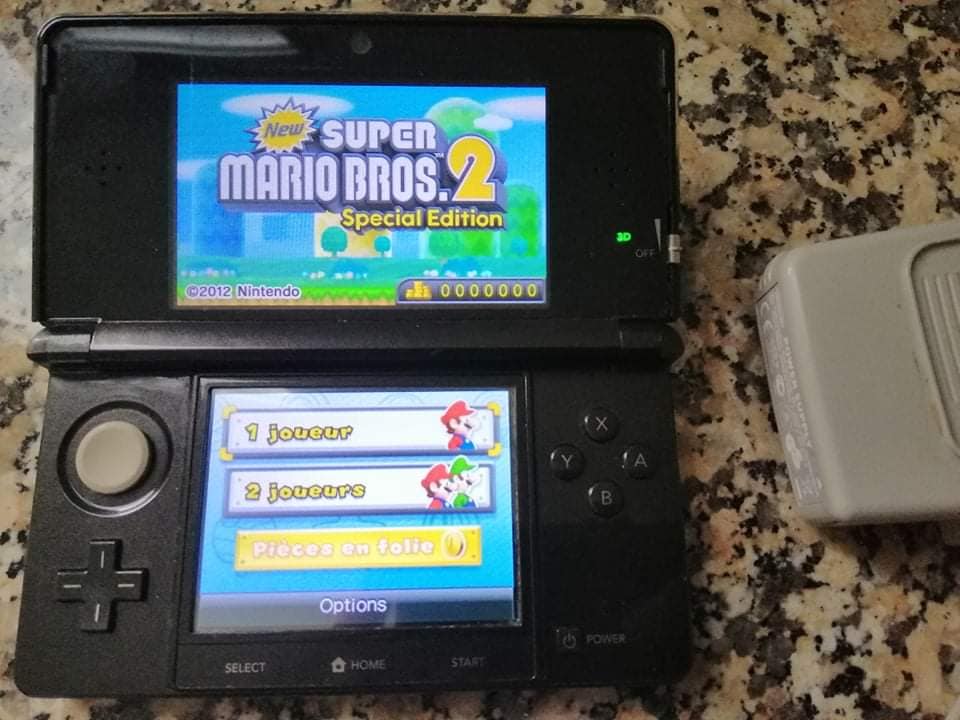 New SUPER
MARIO BROS.™ 2
Special Edition
3D
OFF
©2012 Nintendo
0000000
1 joueur
2 joueurs
Pièces en folie
Options
X
Y
A
B
POWER
SELECT
HOME
START